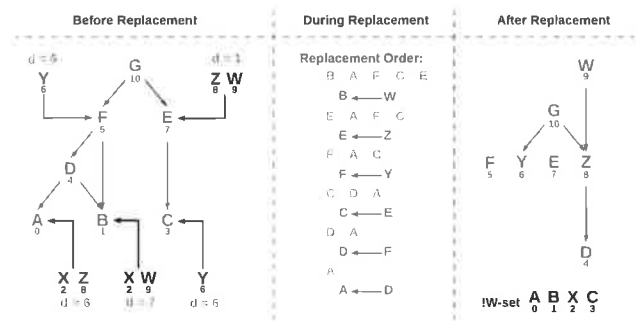 Before Replacement
During Replacement
After Replacement
d = 6
d = 1
G
10
Y
6
Z W
8 9
F
5
E
7
D
4
A
0
B
1
C
3
X Z
2 8
d = 6
X W
2 9
Y
6
d = 6
Replacement Order:
B A F C E
B W
E A F C
E Z
F A C
F Y
C D A
C E
D A
D F
A
A D
W
9
G
10
F Y E Z
5 6 7 8
D
4
!W-set A B X C
0 1 2 3